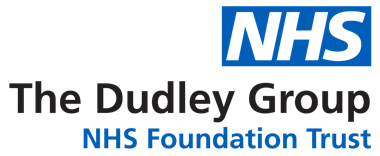 NHS
The Dudley Group
NHS Foundation Trust